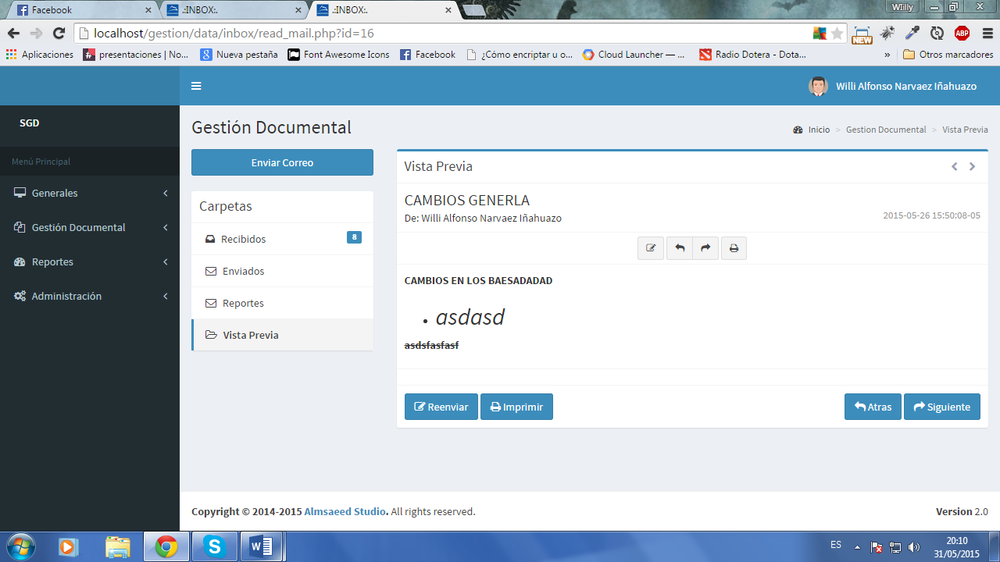 Facebook
.:INBOX:.
.:INBOX:.
Willy
localhost/gestion/data/inbox/read_mail.php?id=16
NEW
ABP
Aplicaciones
presentaciones | No...
Nueva pestaña
Font Awesome Icons
Facebook
¿Cómo encriptar u o...
Cloud Launcher — ...
Radio Dotera - Dota...
»
Otros marcadores
Willi Alfonso Narvaez Iñahuazo
SGD
Menú Principal
Generales
Gestión Documental
Reportes
Administración
Gestión Documental
Inicio > Gestion Documental > Vista Previa
Enviar Correo
Carpetas
Recibidos 8
Enviados
Reportes
Vista Previa
Vista Previa
CAMBIOS GENERLA
De: Willi Alfonso Narvaez Iñahuazo
2015-05-26 15:50:08-05
CAMBIOS EN LOS BAESADADAD
• asdasd
asdsfasfasf
Reenviar
Imprimir
Atras
Siguiente
Copyright © 2014-2015 Almsaeed Studio. All rights reserved.
Version 2.0
ES
20:10
31/05/2015